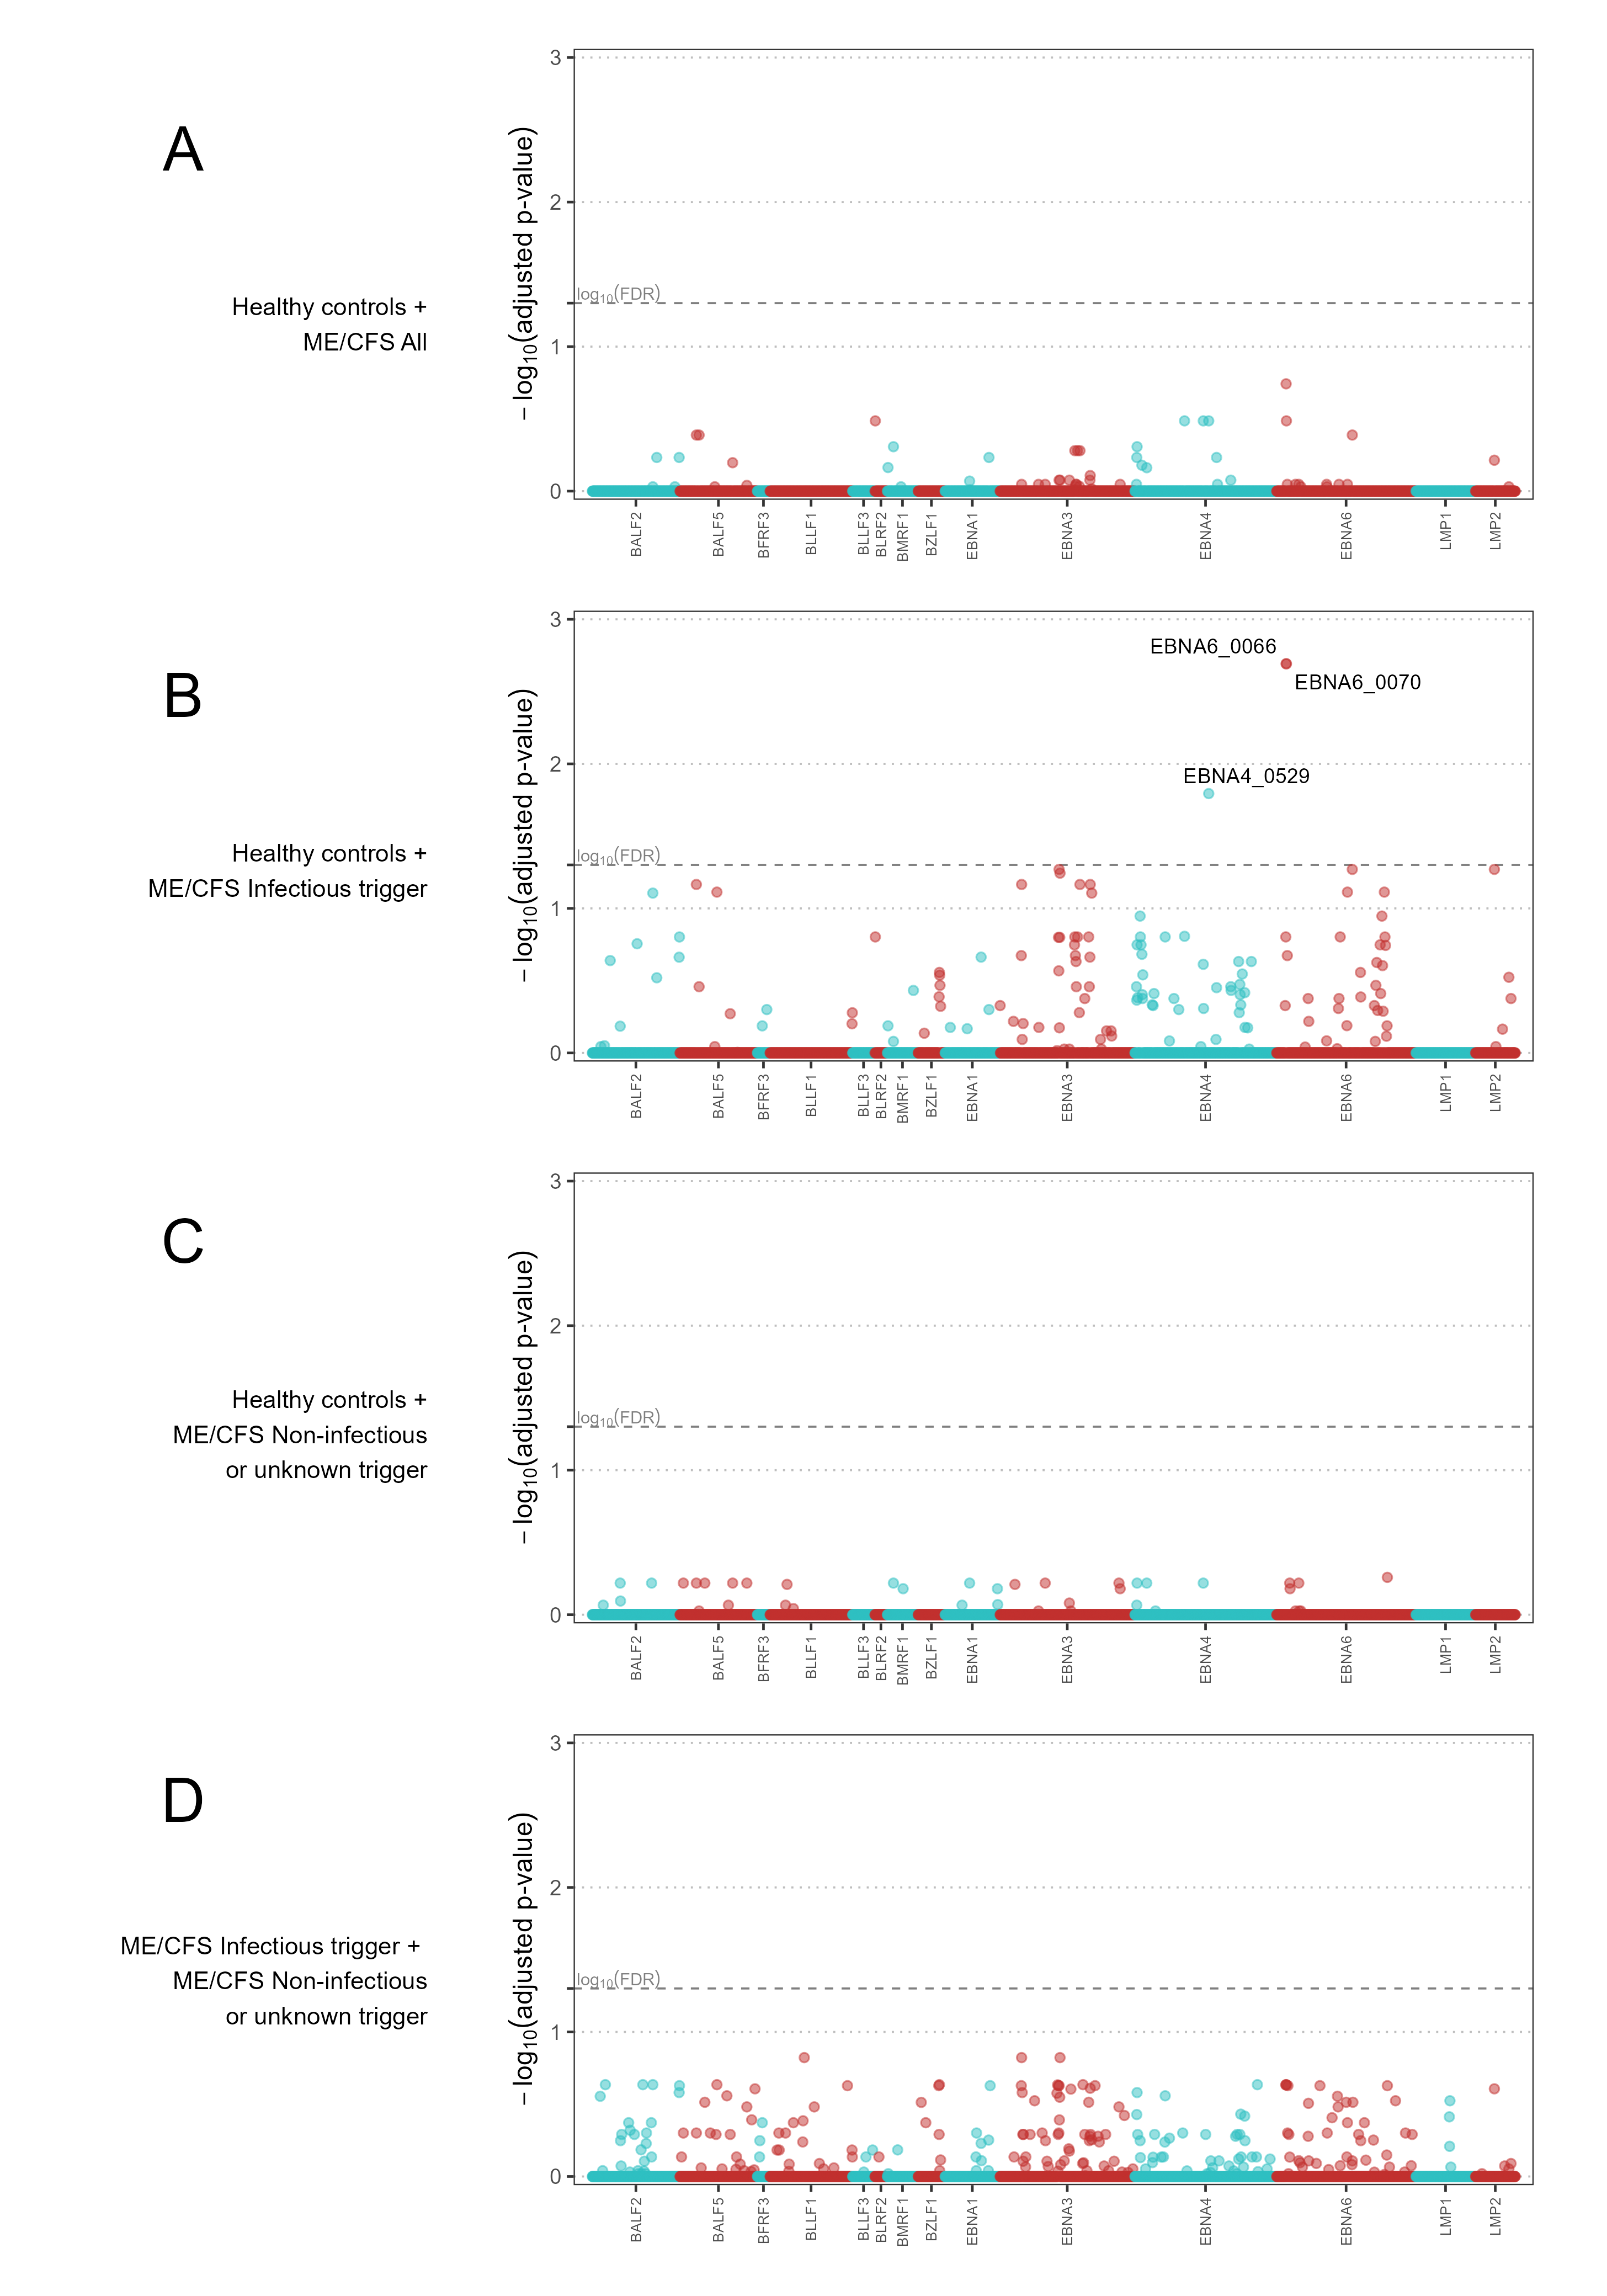 A
Healthy controls +
ME/CFS All
− log10(adjusted p-value)
3
2
1
0
log10(FDR)
BALF2
BALF5
BFRF3
BLLF1
BLLF3
BLRF2
BMRF1
BZLF1
EBNA1
EBNA3
EBNA4
EBNA6
LMP1
LMP2
B
Healthy controls +
ME/CFS Infectious trigger
− log10(adjusted p-value)
3
2
1
0
log10(FDR)
EBNA6_0066
EBNA6_0070
EBNA4_0529
BALF2
BALF5
BFRF3
BLLF1
BLLF3
BLRF2
BMRF1
BZLF1
EBNA1
EBNA3
EBNA4
EBNA6
LMP1
LMP2
C
Healthy controls +
ME/CFS Non-infectious
or unknown trigger
− log10(adjusted p-value)
3
2
1
0
log10(FDR)
BALF2
BALF5
BFRF3
BLLF1
BLLF3
BLRF2
BMRF1
BZLF1
EBNA1
EBNA3
EBNA4
EBNA6
LMP1
LMP2
D
ME/CFS Infectious trigger +
ME/CFS Non-infectious
or unknown trigger
− log10(adjusted p-value)
3
2
1
0
log10(FDR)
BALF2
BALF5
BFRF3
BLLF1
BLLF3
BLRF2
BMRF1
BZLF1
EBNA1
EBNA3
EBNA4
EBNA6
LMP1
LMP2